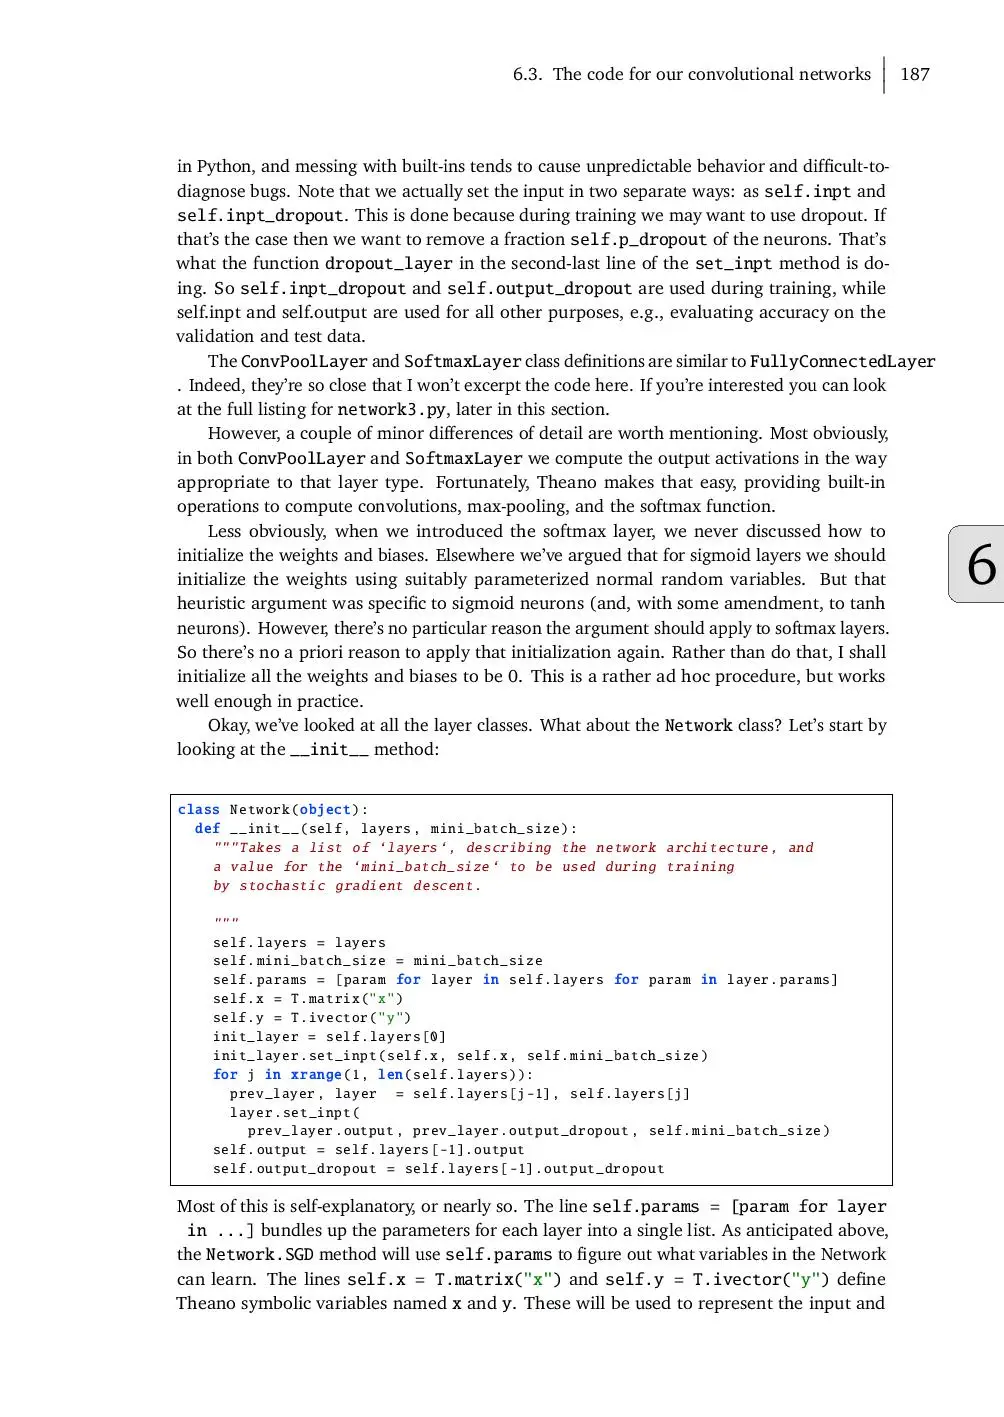 6.3. The code for our convolutional networks 187
in Python, and messing with built-ins tends to cause unpredictable behavior and difficult-to-
diagnose bugs. Note that we actually set the input in two separate ways: as self.inpt and
self.inpt_dropout. This is done because during training we may want to use dropout. If
that's the case then we want to remove a fraction self.p_dropout of the neurons. That's
what the function dropout_layer in the second-last line of the set_inpt method is do-
ing. So self.inpt_dropout and self.output_dropout are used during training, while
self.inpt and self.output are used for all other purposes, e.g., evaluating accuracy on the
validation and test data.
The ConvPoolLayer and SoftmaxLayer class definitions are similar to FullyConnectedLayer
. Indeed, they're so close that I won't excerpt the code here. If you're interested you can look
at the full listing for network3.py, later in this section.
However, a couple of minor differences of detail are worth mentioning. Most obviously,
in both ConvPoolLayer and SoftmaxLayer we compute the output activations in the way
appropriate to that layer type. Fortunately, Theano makes that easy, providing built-in
operations to compute convolutions, max-pooling, and the softmax function.
Less obviously, when we introduced the softmax layer, we never discussed how to
initialize the weights and biases. Elsewhere we've argued that for sigmoid layers we should
initialize the weights using suitably parameterized normal random variables. But that
heuristic argument was specific to sigmoid neurons (and, with some amendment, to tanh
neurons). However, there's no particular reason the argument should apply to softmax layers.
So there's no a priori reason to apply that initialization again. Rather than do that, I shall
initialize all the weights and biases to be 0. This is a rather ad hoc procedure, but works
well enough in practice.
Okay, we've looked at all the layer classes. What about the Network class? Let's start by
looking at the __init__ method:
6
class Network(object):
def __init__(self, layers, mini_batch_size):
"""Takes a list of ‘layers‘, describing the network architecture, and
a value for the ‘mini_batch_size‘ to be used during training
by stochastic gradient descent.
"""
self.layers = layers
self.mini_batch_size = mini_batch_size
self.params = [param for layer in self.layers for param in layer.params]
self.x = T.matrix("x")
self.y = T.ivector("y")
init_layer = self.layers[0]
init_layer.set_inpt(self.x, self.x, self.mini_batch_size)
for j in xrange(1, len(self.layers)):
prev_layer, layer = self.layers[j-1], self.layers[j]
layer.set_inpt(
prev_layer.output, prev_layer.output_dropout, self.mini_batch_size)
self.output = self.layers[-1].output
self.output_dropout = self.layers[-1].output_dropout
Most of this is self-explanatory, or nearly so. The line self.params = [param for layer
in ...] bundles up the parameters for each layer into a single list. As anticipated above,
the Network.SGD method will use self.params to figure out what variables in the Network
can learn. The lines self.x = T.matrix("x") and self.y = T.ivector("y") define
Theano symbolic variables named x and y. These will be used to represent the input and